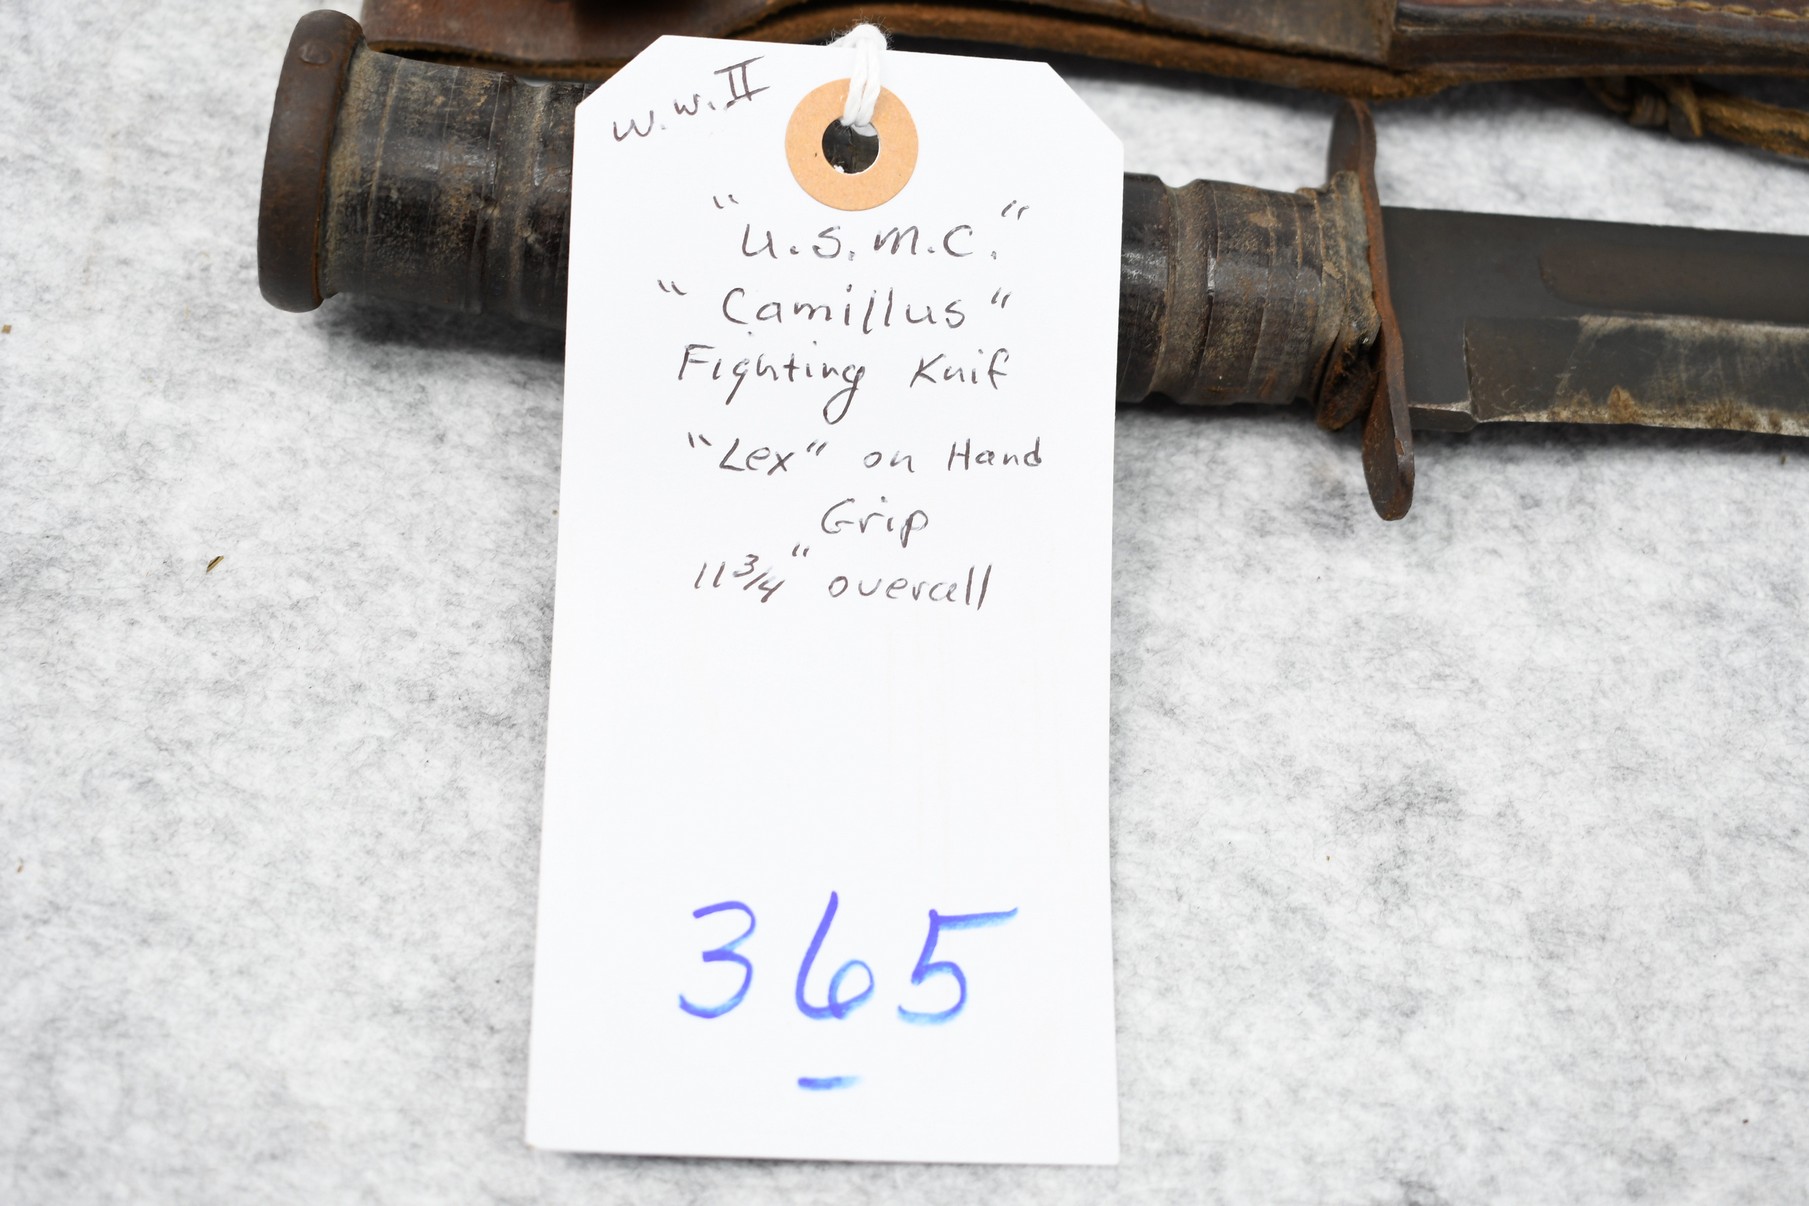 W.W.II
"U.S.M.C."
"Camillus"
Fighting Knif
"Lex" on Hand
Grip
11 3/4" overall
365